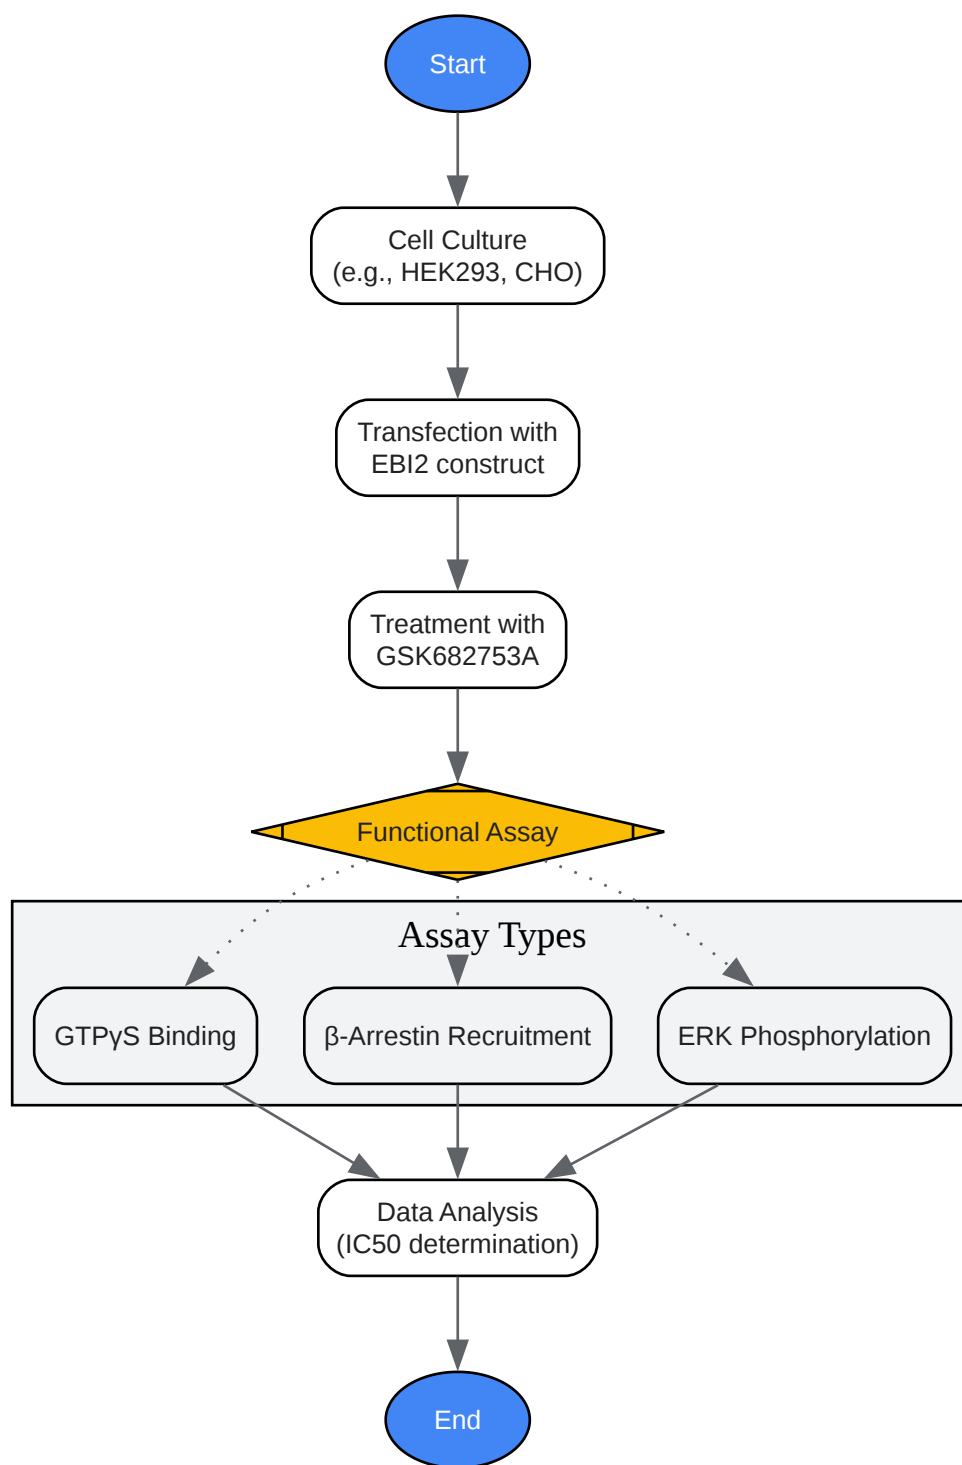 Start
Cell Culture
(e.g., HEK293, CHO)
Transfection with
EBI2 construct
Treatment with
GSK682753A
Functional Assay
Assay Types
GTPγS Binding
β-Arrestin Recruitment
ERK Phosphorylation
Data Analysis
(IC50 determination)
End